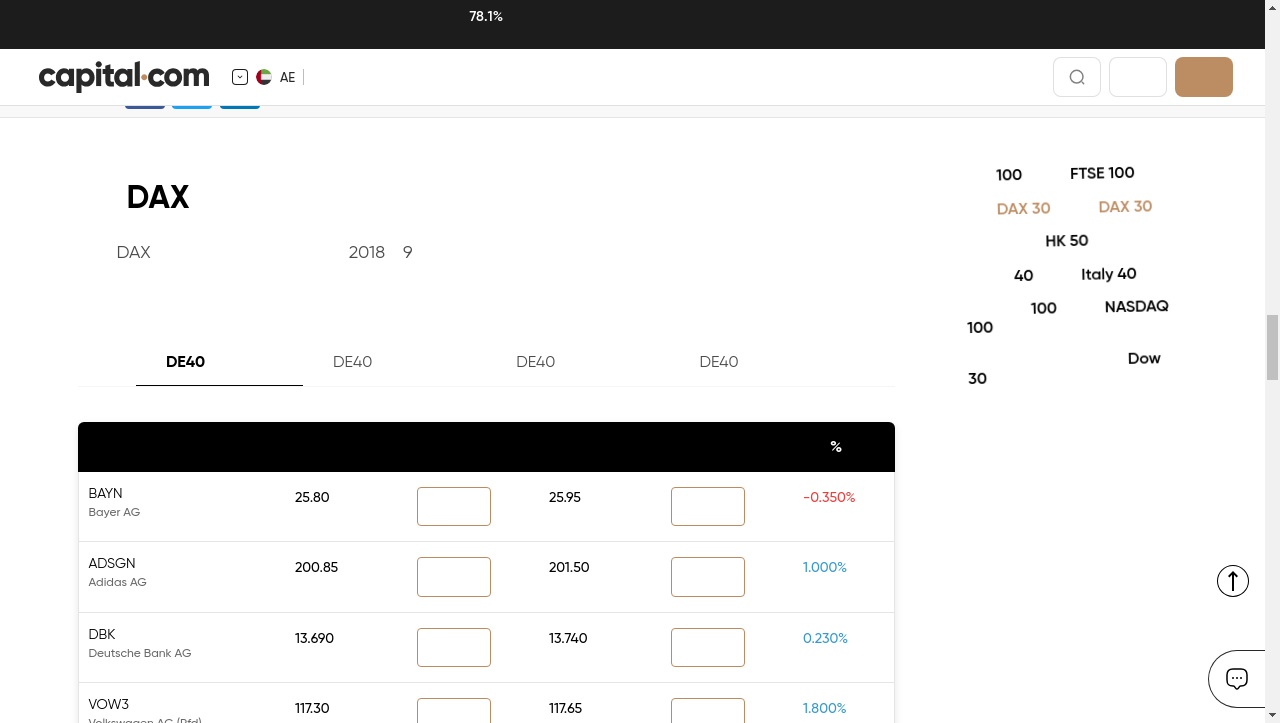 78.1%
capital.com
AE
DAX
DAX 2018 9
DE40 DE40 DE40 DE40
%
BAYN 25.80 25.95 -0.350%
Bayer AG
ADSGN 200.85 201.50 1.000%
Adidas AG
DBK 13.690 13.740 0.230%
Deutsche Bank AG
VOW3 117.30 117.65 1.800%
Volkswagen AG (Pfd)
100 FTSE 100
DAX 30 DAX 30
HK 50
40 Italy 40
100 NASDAQ
100
Dow
30